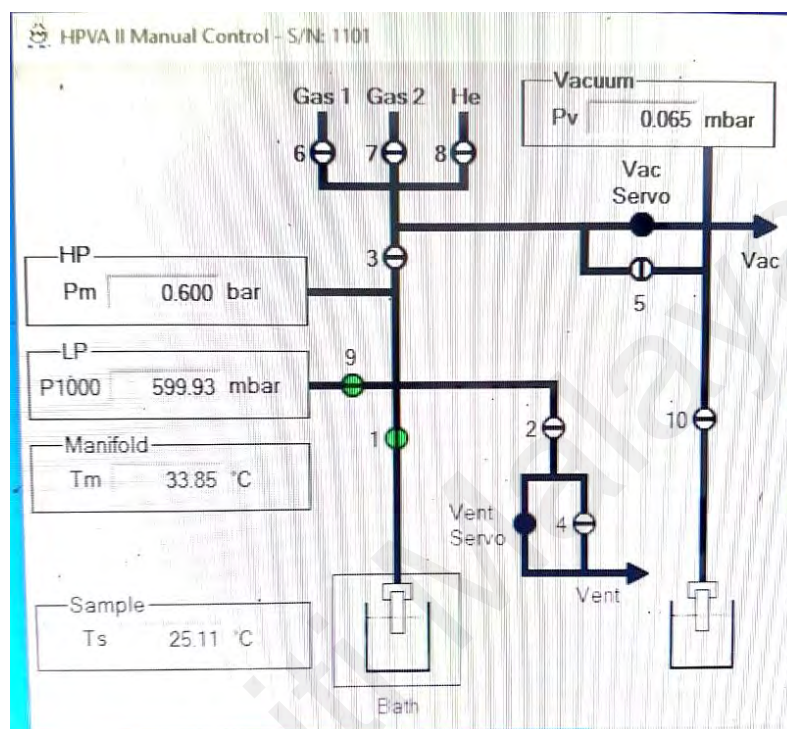 HPVA II Manual Control - S/N: 1101
Gas 1 Gas 2 He
Vacuum
Pv 0.065 mbar
6 7 8
Vac
Servo
Vac
3
5
HP
Pm 0.600 bar
LP
P1000 599.93 mbar
9
1
2
10
Manifold
Tm 33.85 °C
Vent
Servo
4
Vent
Sample
Ts 25.11 °C
Bath